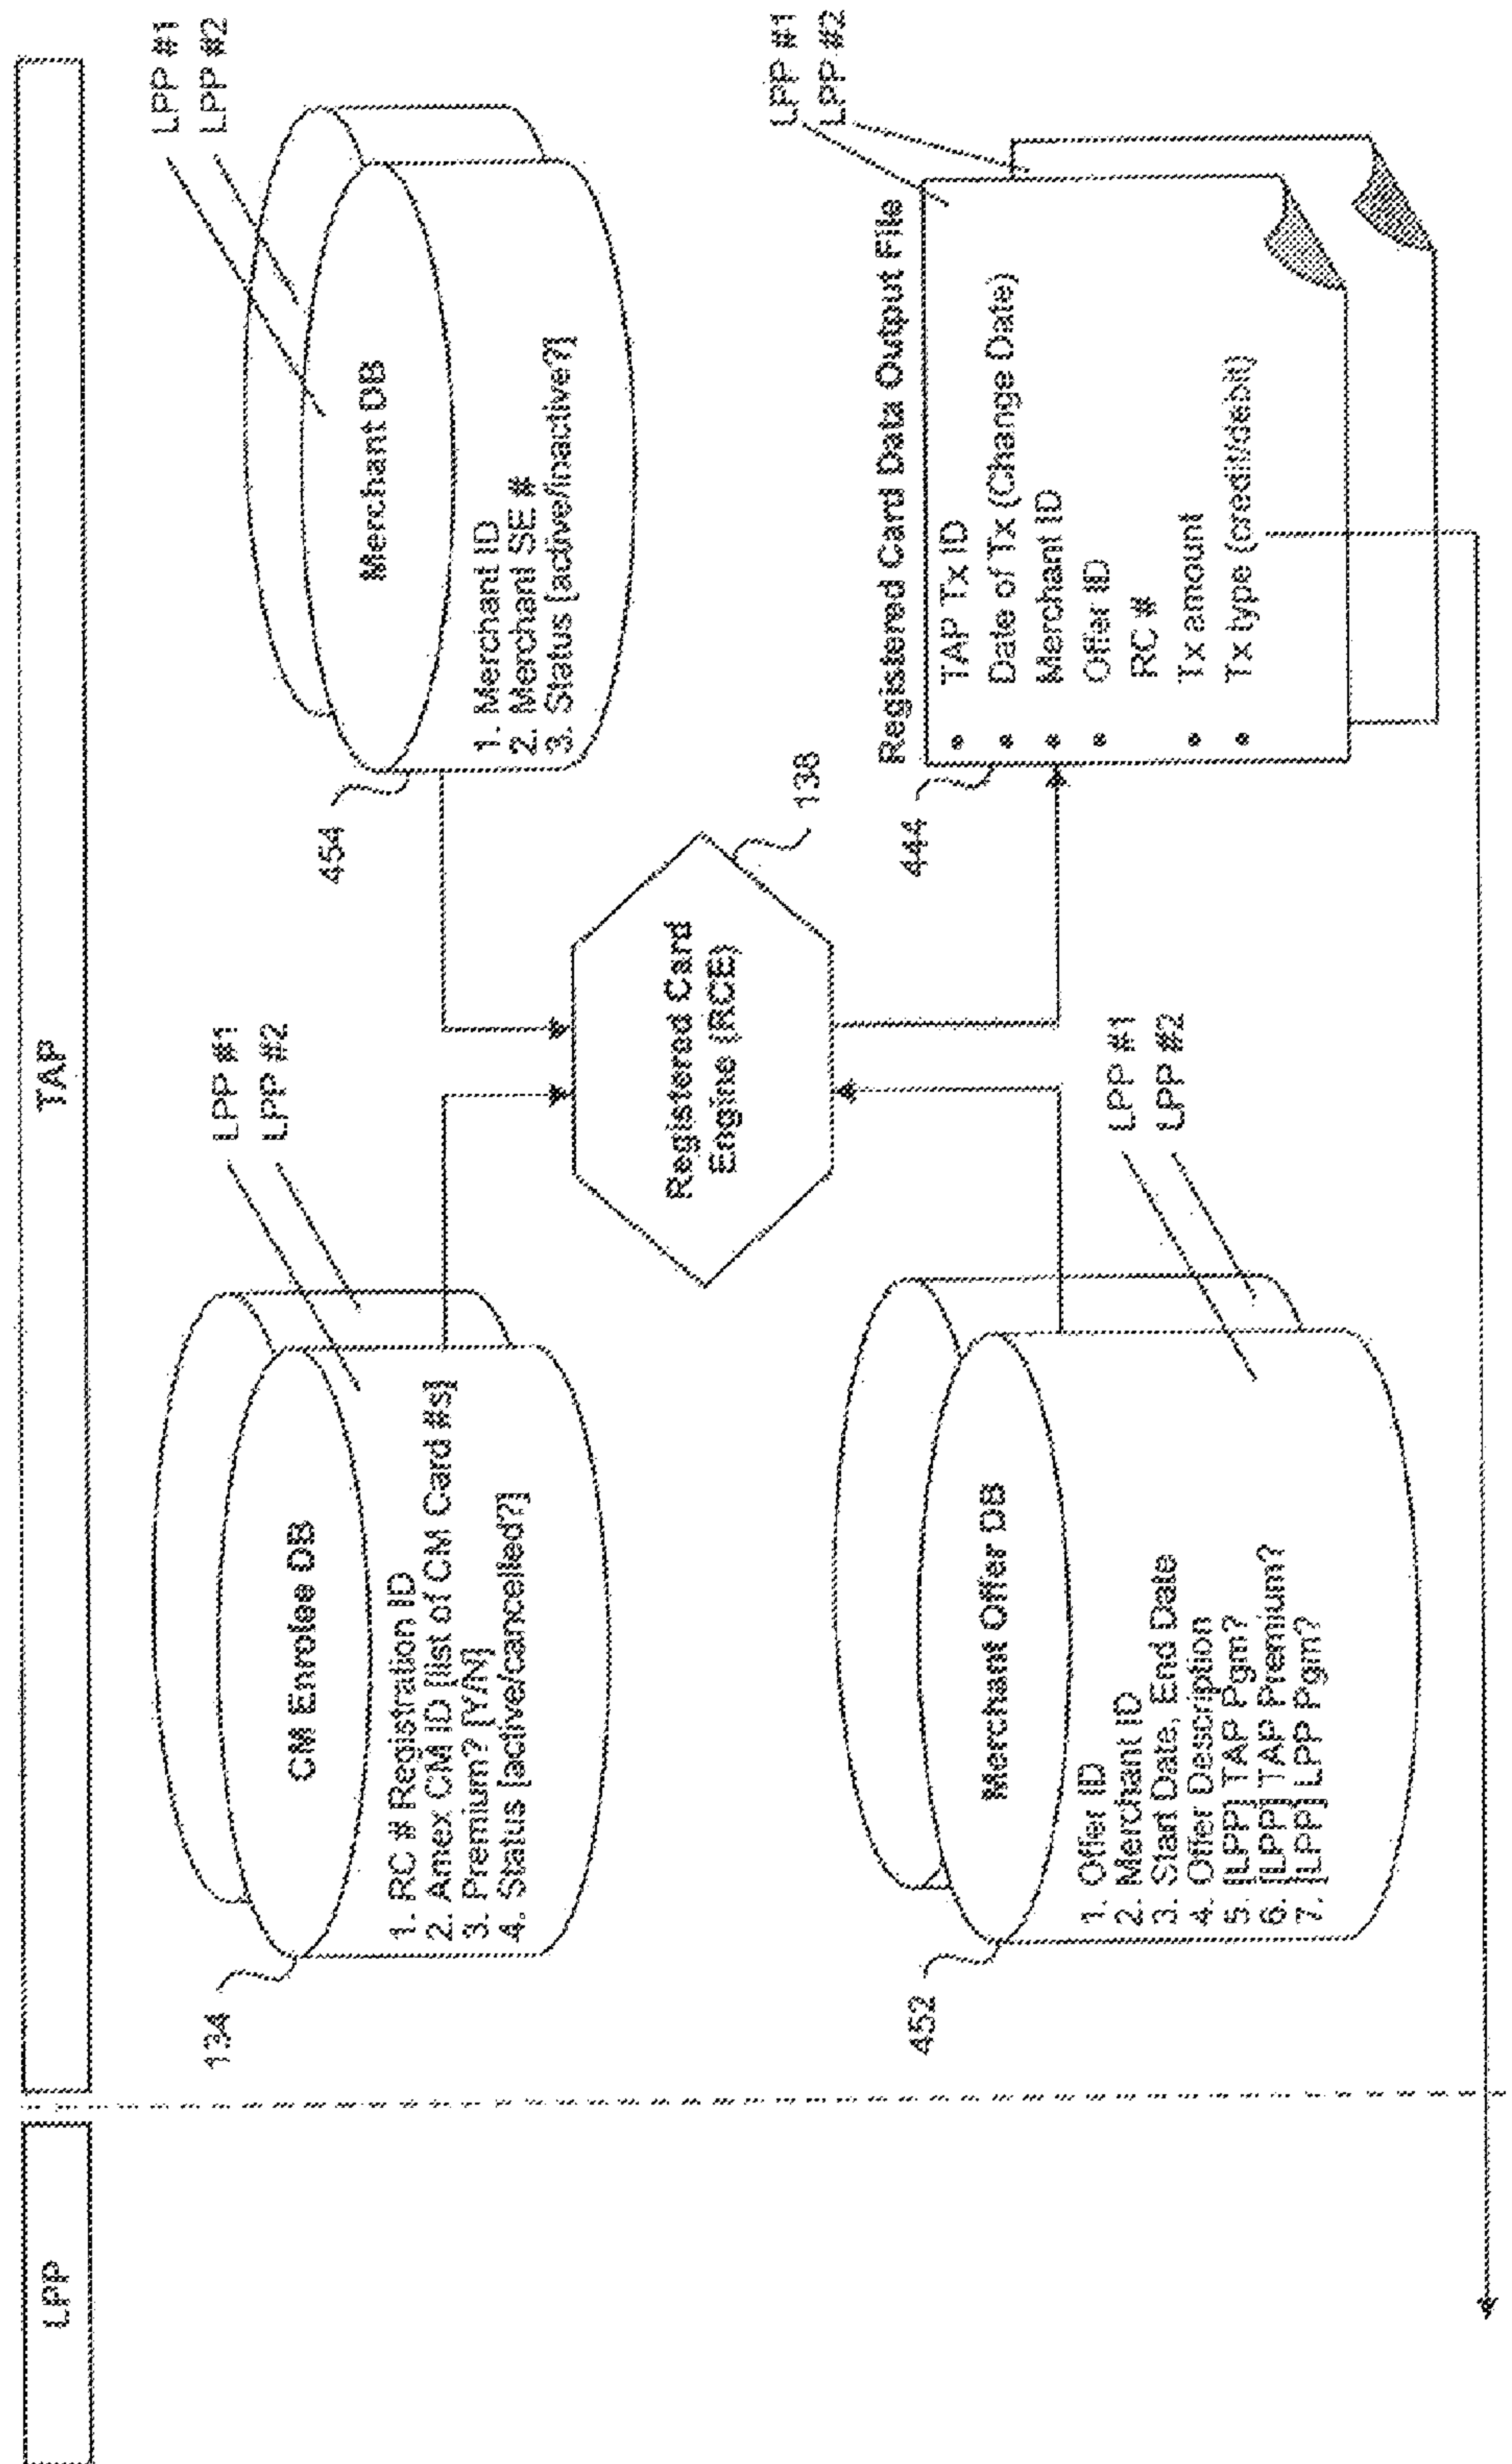 LPP
TAP
134
CM Enrolee DB
1. RC # Registration ID
2. Amex CM ID [list of CM Card #s]
3. Premium? [Y/N]
4. Status [active/cancelled?]
LPP #1
LPP #2
454
Merchant DB
1. Merchant ID
2. Merchant SE #
3. Status [active/inactive?]
LPP #1
LPP #2
Registered Card
Engine (RCE)
138
452
Merchant Offer DB
1. Offer ID
2. Merchant ID
3. Start Date, End Date
4. Offer Description
5. [LPP] TAP Pgm?
6. [LPP] TAP Premium?
7. [LPP] LPP Pgm?
LPP #1
LPP #2
444
Registered Card Data Output File
• TAP Tx ID
• Date of Tx (Change Date)
• Merchant ID
• Offer ID
RC #
• Tx amount
• Tx type (credit/debit)
LPP #1
LPP #2